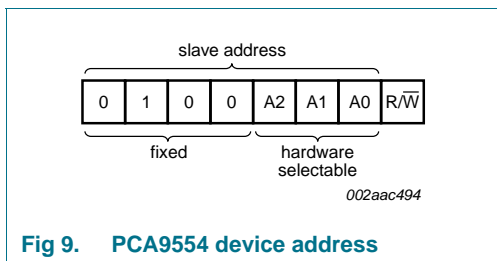 slave address
0 1 0 0 A2 A1 A0 R/W̅
fixed
hardware
selectable
002aac494
Fig 9. PCA9554 device address